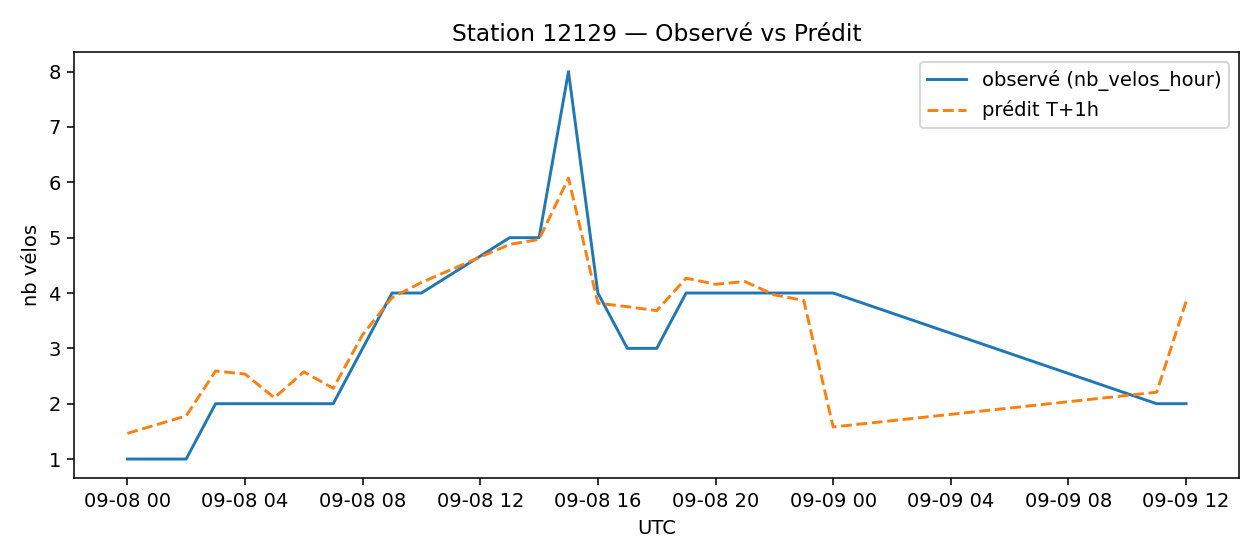 Station 12129 — Observé vs Prédit
observé (nb_velos_hour)
prédit T+1h
nb vélos
8
7
6
5
4
3
2
1
09-08 00 09-08 04 09-08 08 09-08 12 09-08 16 09-08 20 09-09 00 09-09 04 09-09 08 09-09 12
UTC